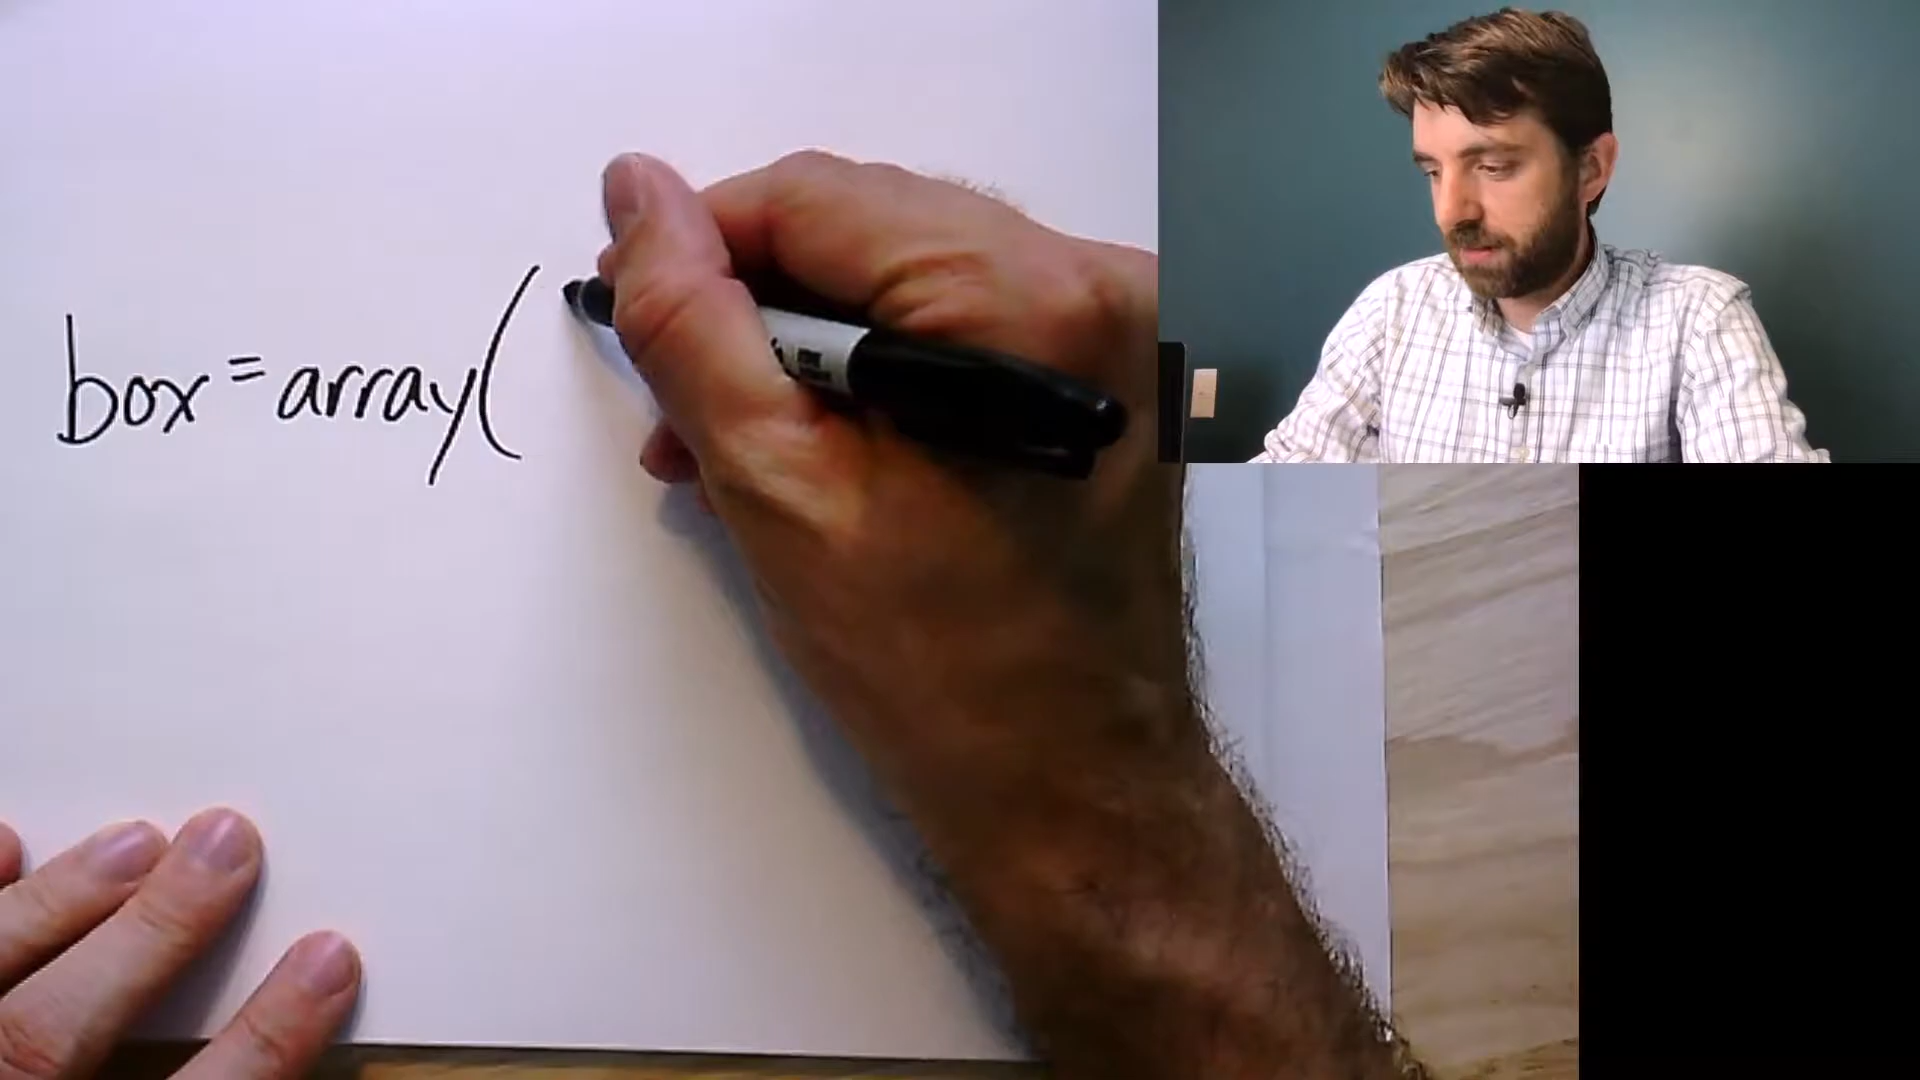 box = array(